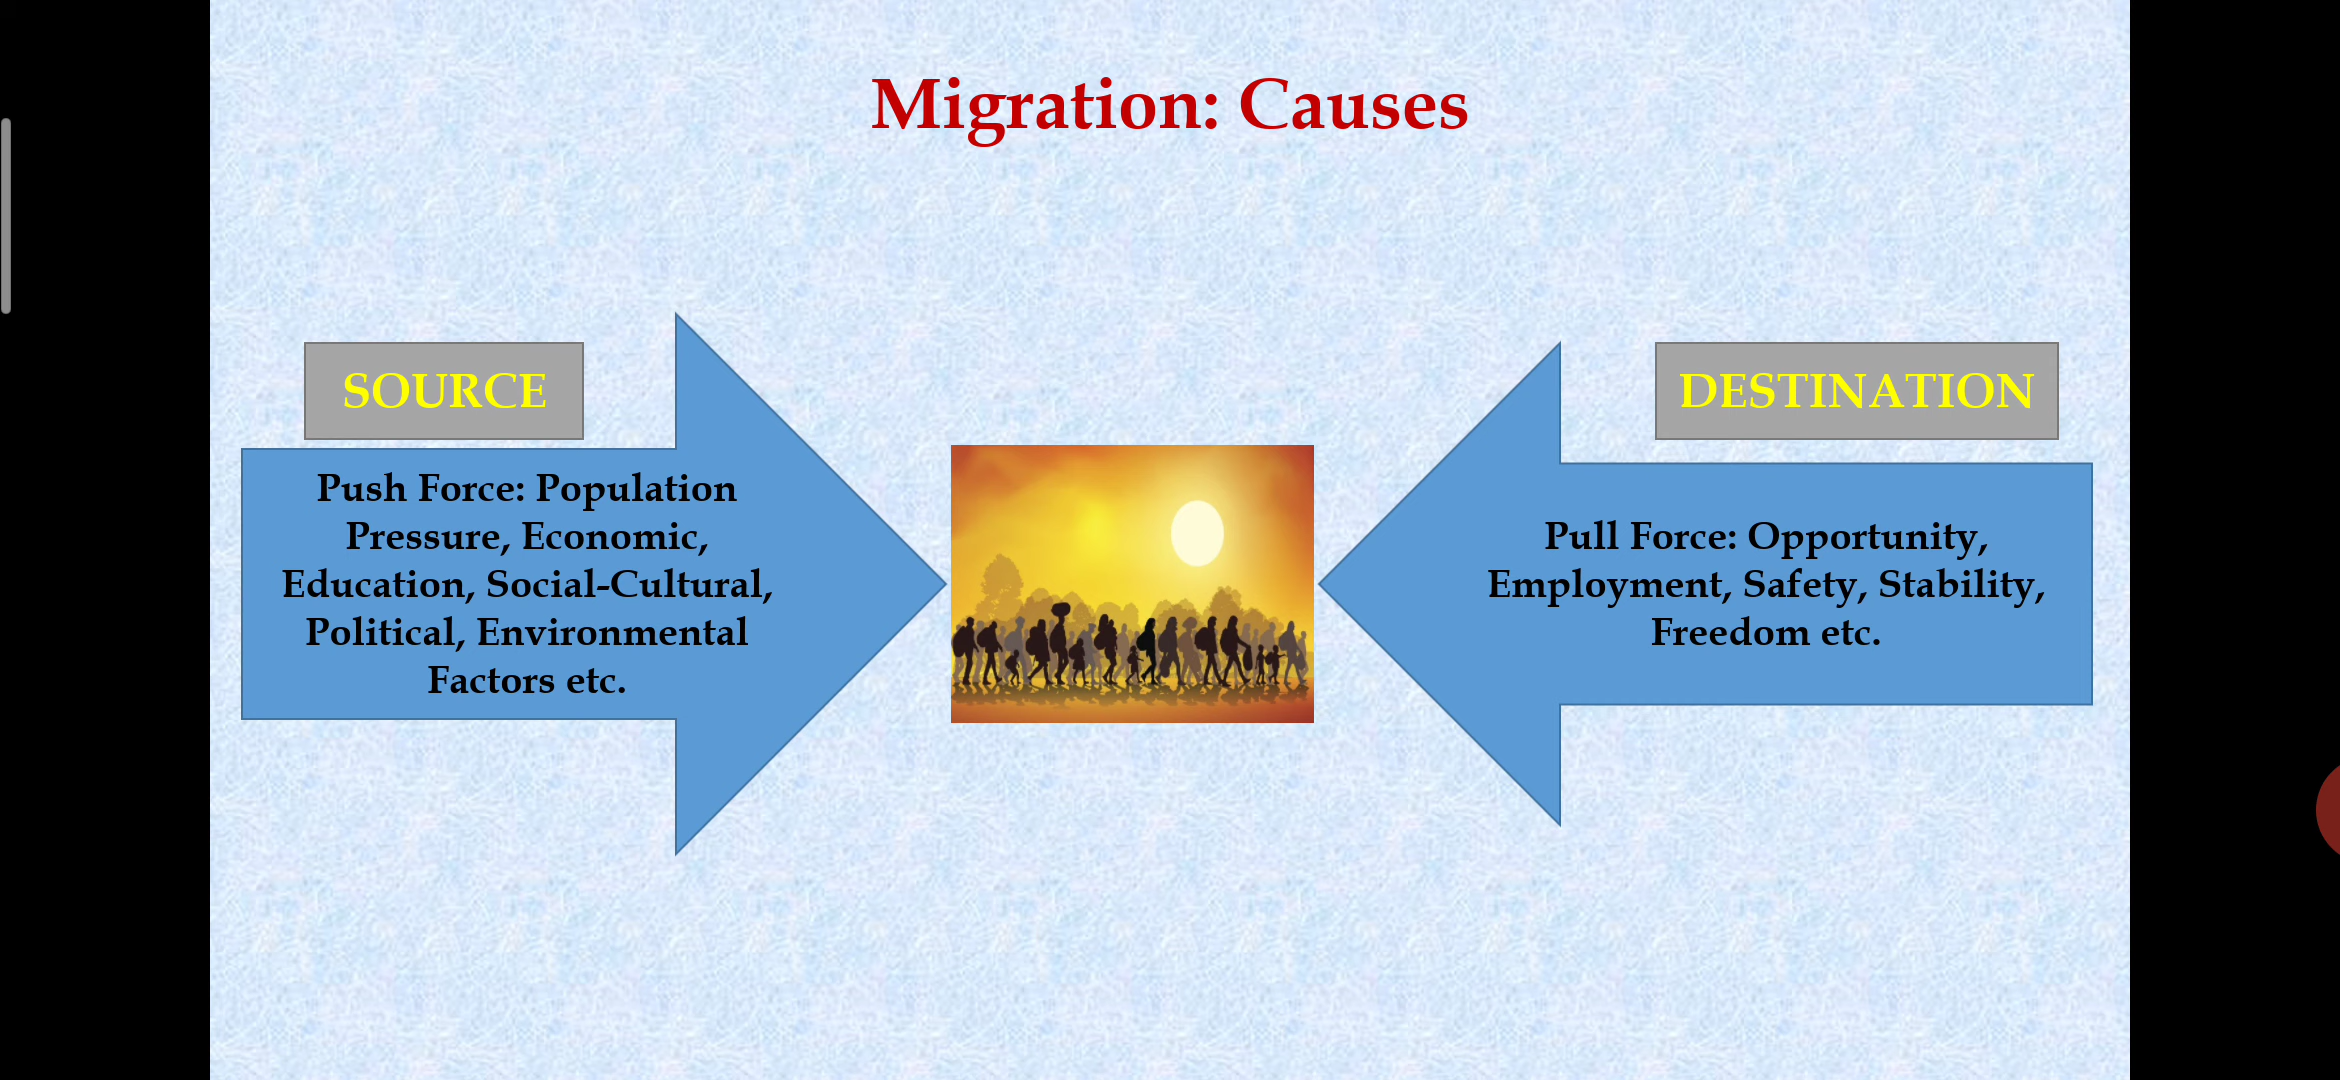 Migration: Causes
SOURCE
Push Force: Population
Pressure, Economic,
Education, Social-Cultural,
Political, Environmental
Factors etc.
DESTINATION
Pull Force: Opportunity,
Employment, Safety, Stability,
Freedom etc.